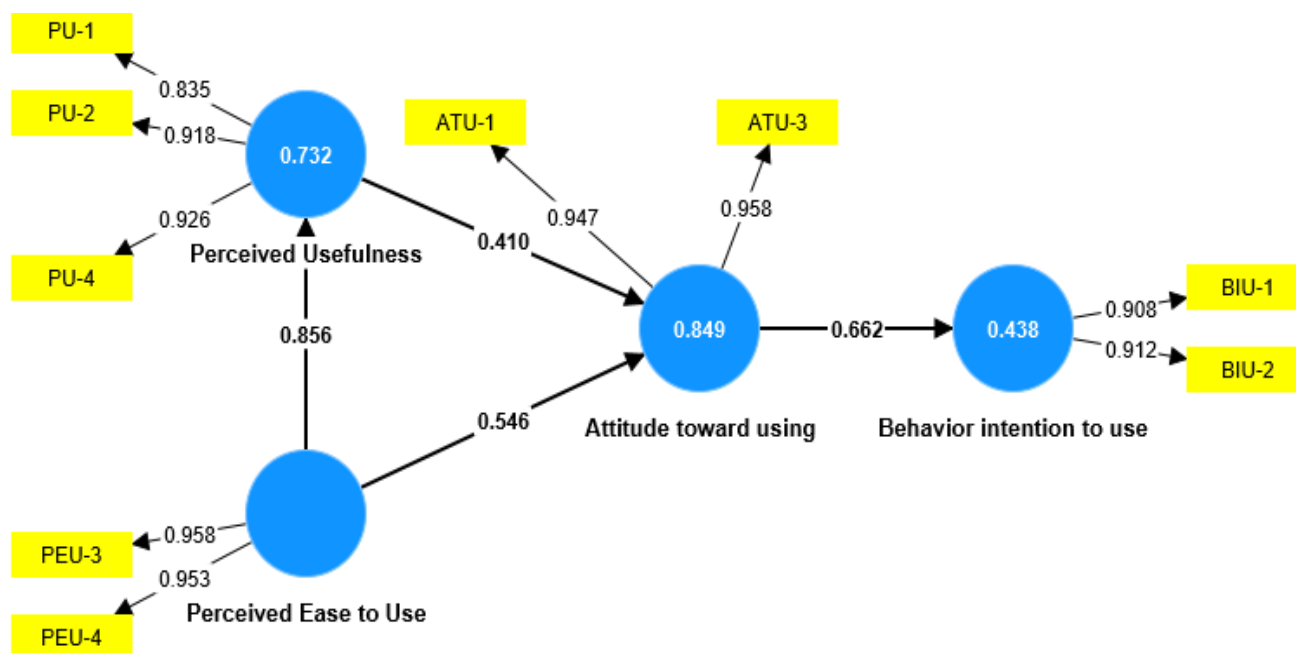 PU-1
0.835
PU-2
0.918
0.732
0.926
PU-4
Perceived Usefulness
ATU-1
ATU-3
0.947
0.958
0.410
0.856
0.849
0.662
0.438
0.908
BIU-1
0.912
BIU-2
0.546
Attitude toward using
Behavior intention to use
PEU-3
0.958
0.953
PEU-4
Perceived Ease to Use